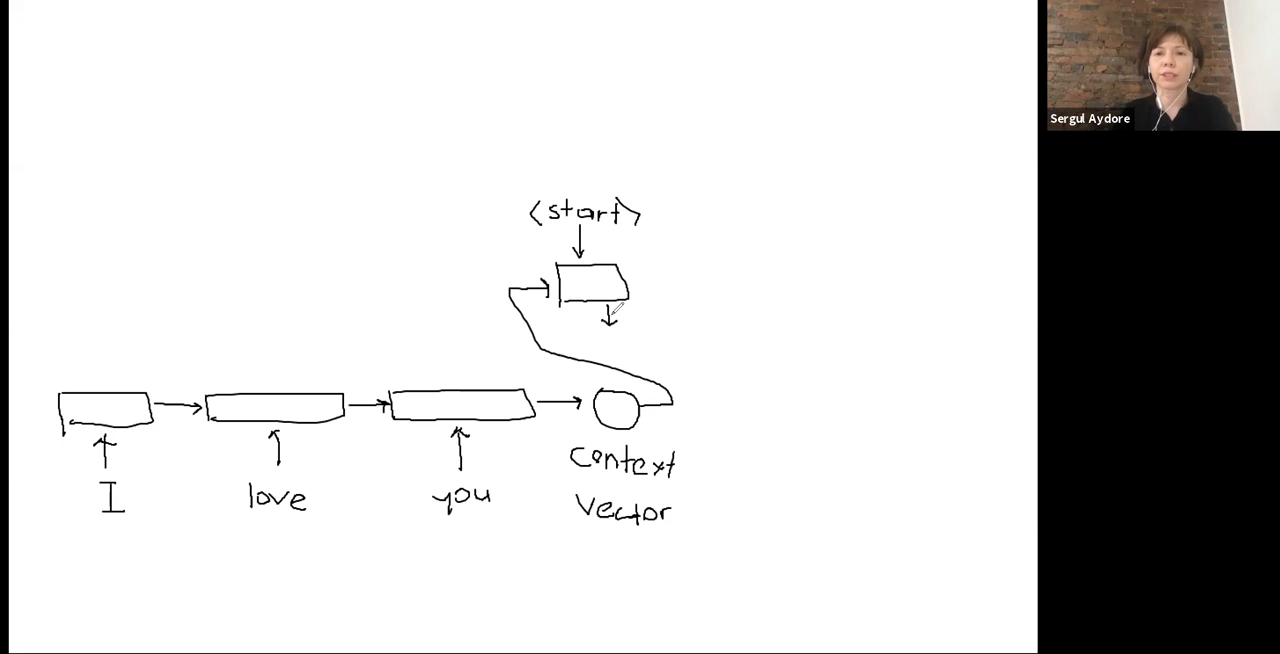 Sergul Aydore
<start>
I love you
context
vector